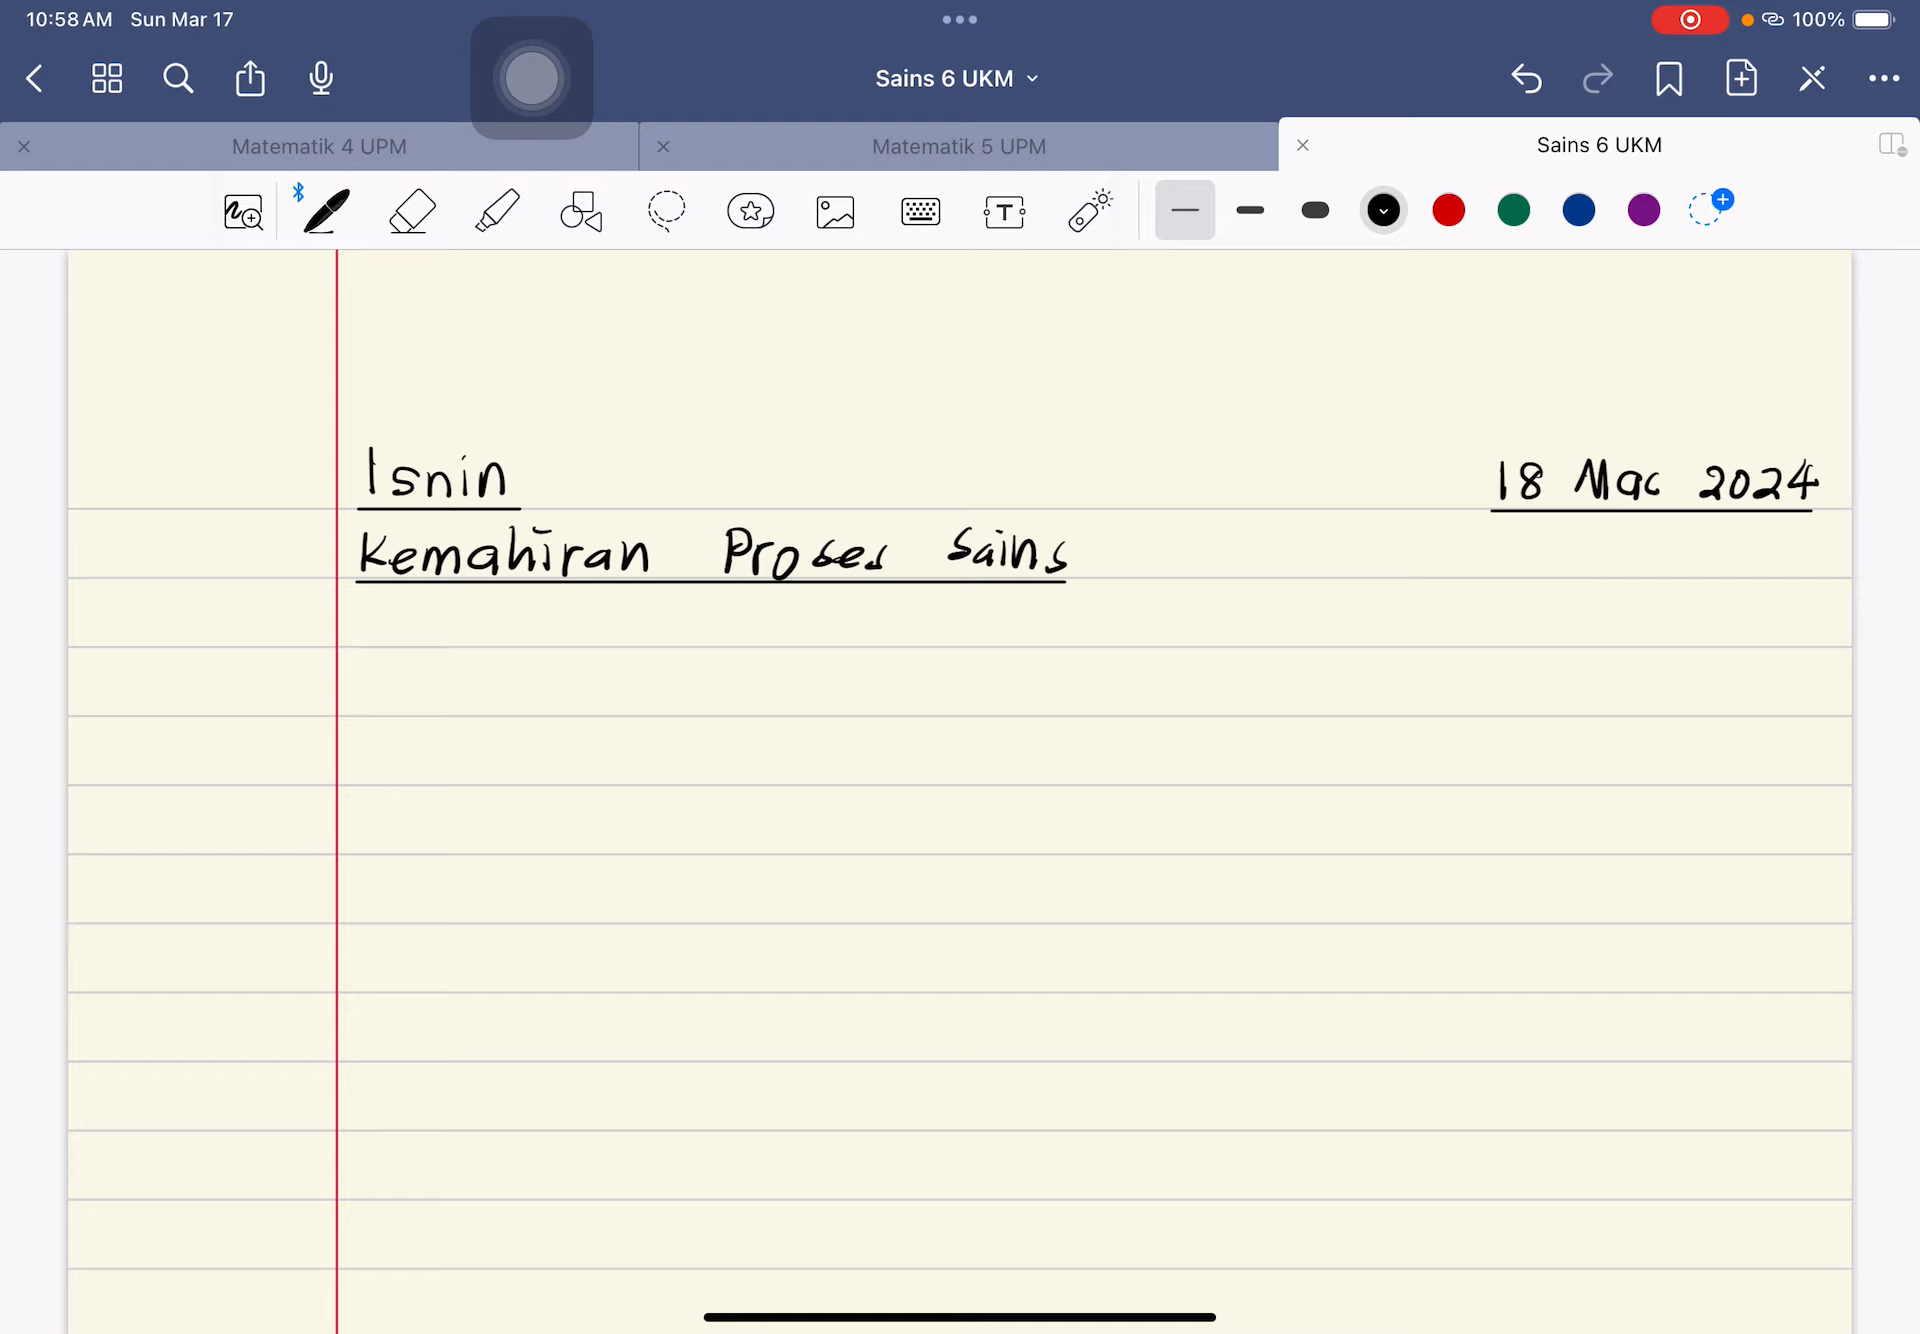 10:58 AM Sun Mar 17 100%
Sains 6 UKM
Matematik 4 UPM Matematik 5 UPM Sains 6 UKM
T
Isnin 18 Mac 2024
Kemahiran Proses Sains